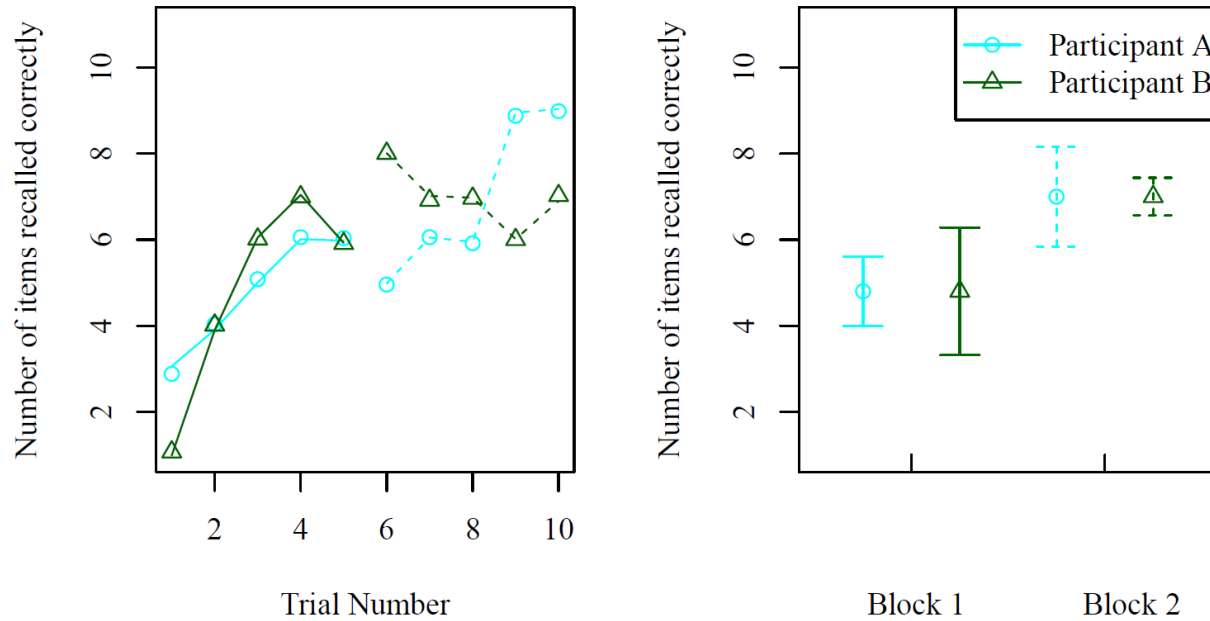 Number of items recalled correctly
10
8
6
4
2
2 4 6 8 10
Trial Number
Number of items recalled correctly
10
8
6
4
2
Participant A
Participant B
Block 1 Block 2